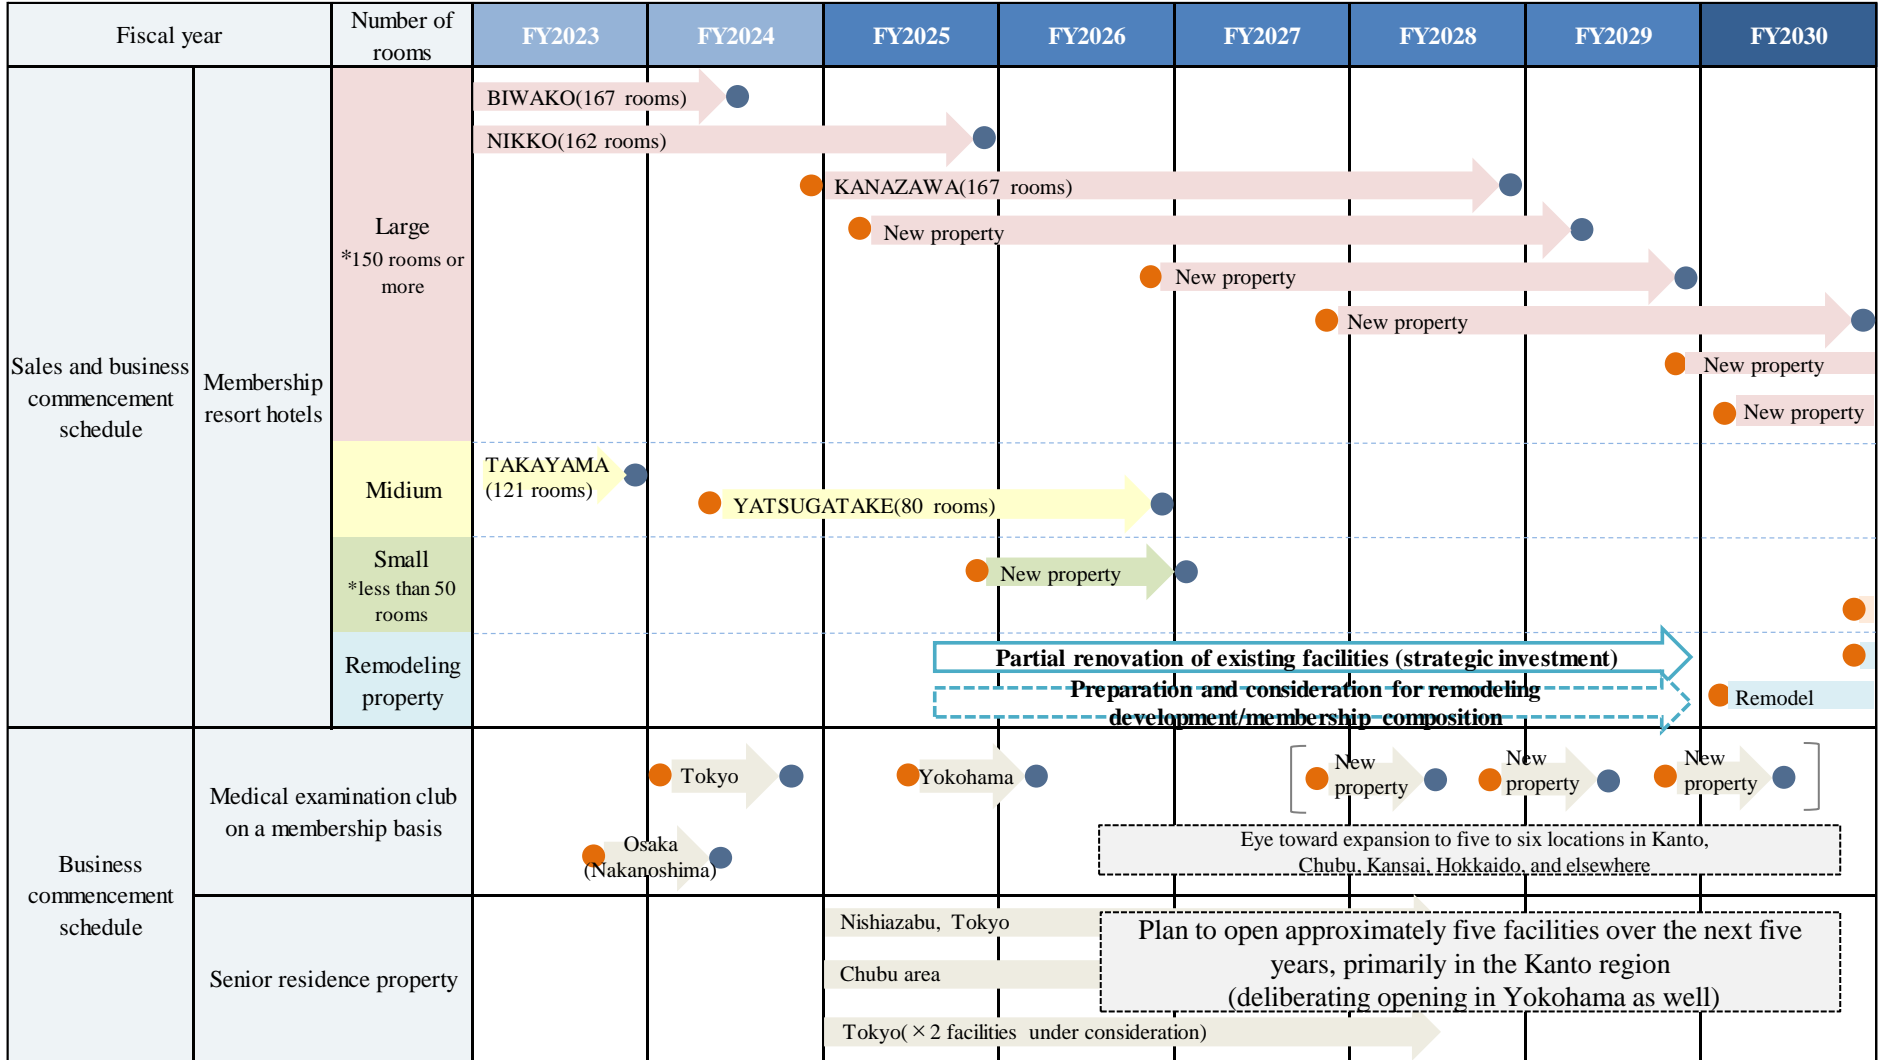 Fiscal year
Number of
rooms
FY2023
FY2024
FY2025
FY2026
FY2027
FY2028
FY2029
FY2030
Sales and business
commencement
schedule
Membership
resort hotels
Large
*150 rooms or
more
BIWAKO(167 rooms)
NIKKO(162 rooms)
KANAZAWA(167 rooms)
New property
New property
New property
New property
New property
Midium
TAKAYAMA
(121 rooms)
YATSUGATAKE(80 rooms)
Small
*less than 50
rooms
New property
Remodeling
property
Partial renovation of existing facilities (strategic investment)
Preparation and consideration for remodeling
development/membership composition
Remodel
Business
commencement
schedule
Medical examination club
on a membership basis
Tokyo
Yokohama
New
property
New
property
New
property
Osaka
(Nakanoshima)
Eye toward expansion to five to six locations in Kanto,
Chubu, Kansai, Hokkaido, and elsewhere
Senior residence property
Nishiazabu, Tokyo
Chubu area
Tokyo(×2 facilities under consideration)
Plan to open approximately five facilities over the next five
years, primarily in the Kanto region
(deliberating opening in Yokohama as well)